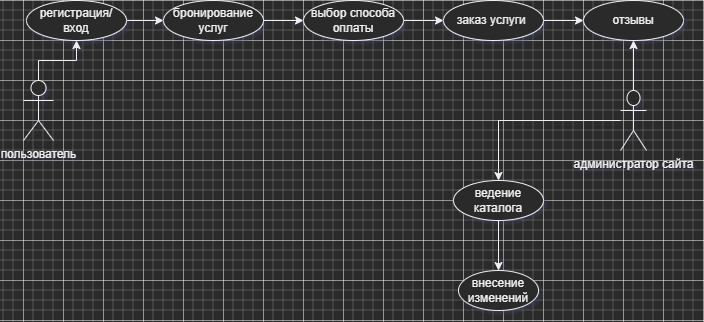 регистрация/
вход
бронирование
услуг
выбор способа
оплаты
заказ услуги
отзывы
пользователь
администратор сайта
ведение
каталога
внесение
изменений